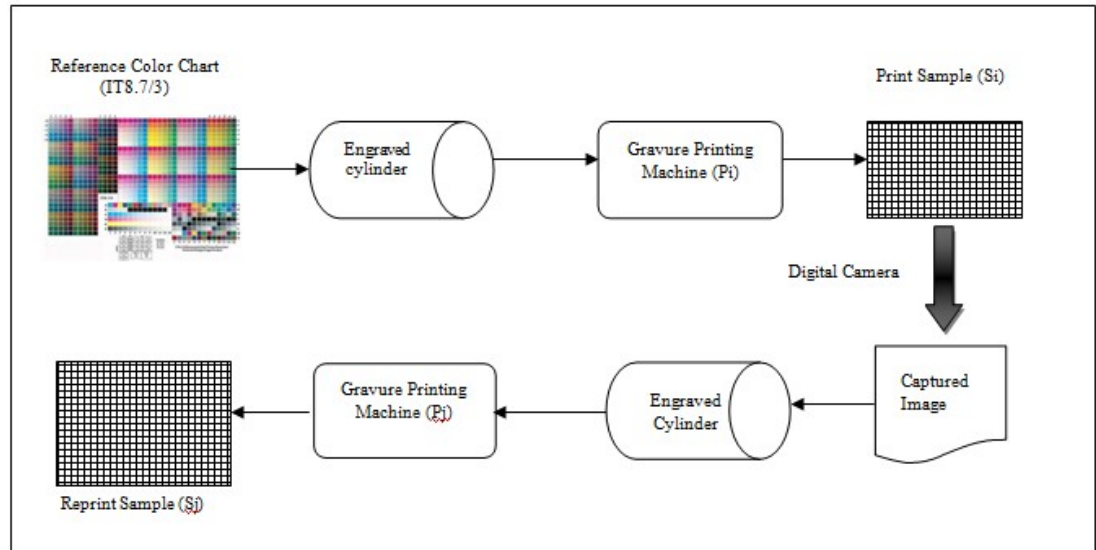 Reference Color Chart
(IT8.7/3)
Engraved
cylinder
Gravure Printing
Machine (Pi)
Print Sample (Si)
Digital Camera
Captured
Image
Engraved
Cylinder
Gravure Printing
Machine (Pj)
Reprint Sample (Sj)